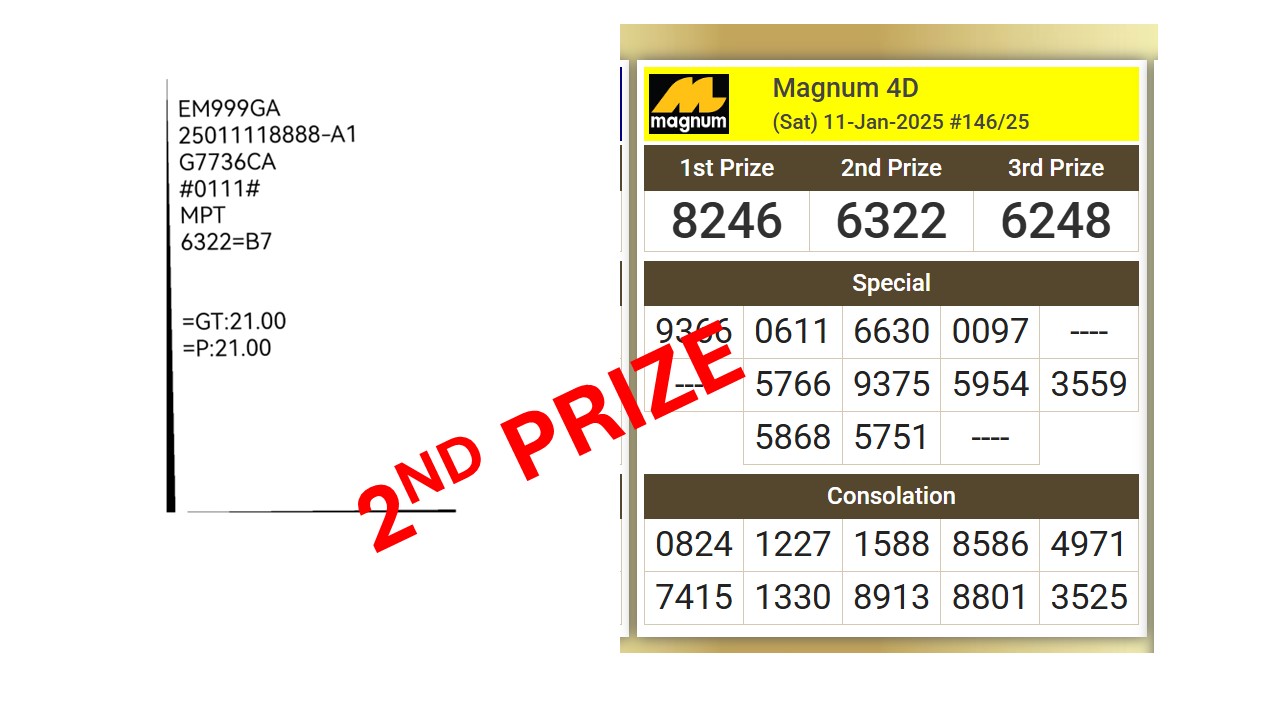 EM999GA
25011118888-A1
G7736CA
#0111#
MPT
6322=B7
=GT:21.00
=P:21.00
2ND PRIZE
magnum
Magnum 4D
(Sat) 11-Jan-2025 #146/25
1st Prize 2nd Prize 3rd Prize
8246 6322 6248
Special
9366 0611 6630 0097 ----
---- 5766 9375 5954 3559
5868 5751 ----
Consolation
0824 1227 1588 8586 4971
7415 1330 8913 8801 3525